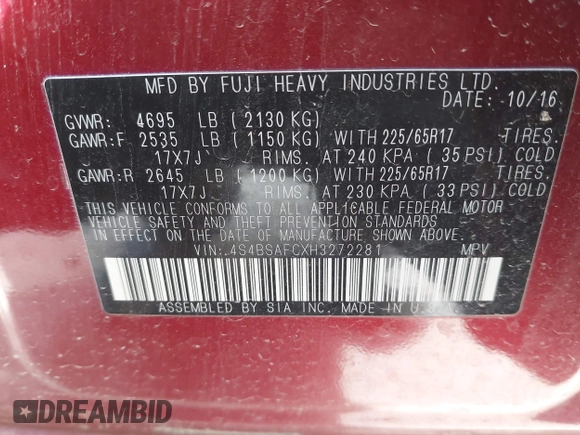 MFD BY FUJI HEAVY INDUSTRIES LTD.
DATE: 10/16
GVWR: 4695 LB ( 2130 KG)
GAWR:F 2535 LB ( 1150 KG) WITH 225/65R17 TIRES.
17X7J RIMS. AT 240 KPA ( 35 PSI) COLD
GAWR:R 2645 LB ( 1200 KG) WITH 225/65R17 TIRES.
17X7J RIMS. AT 230 KPA ( 33 PSI) COLD
THIS VEHICLE CONFORMS TO ALL APPLICABLE FEDERAL MOTOR
VEHICLE SAFETY AND THEFT PREVENTION STANDARDS
IN EFFECT ON THE DATE OF MANUFACTURE SHOWN ABOVE.
VIN: 4S4BSAFCXH3272281 MPV
ASSEMBLED BY SIA INC. MADE IN U.S.A.
DREAMBID